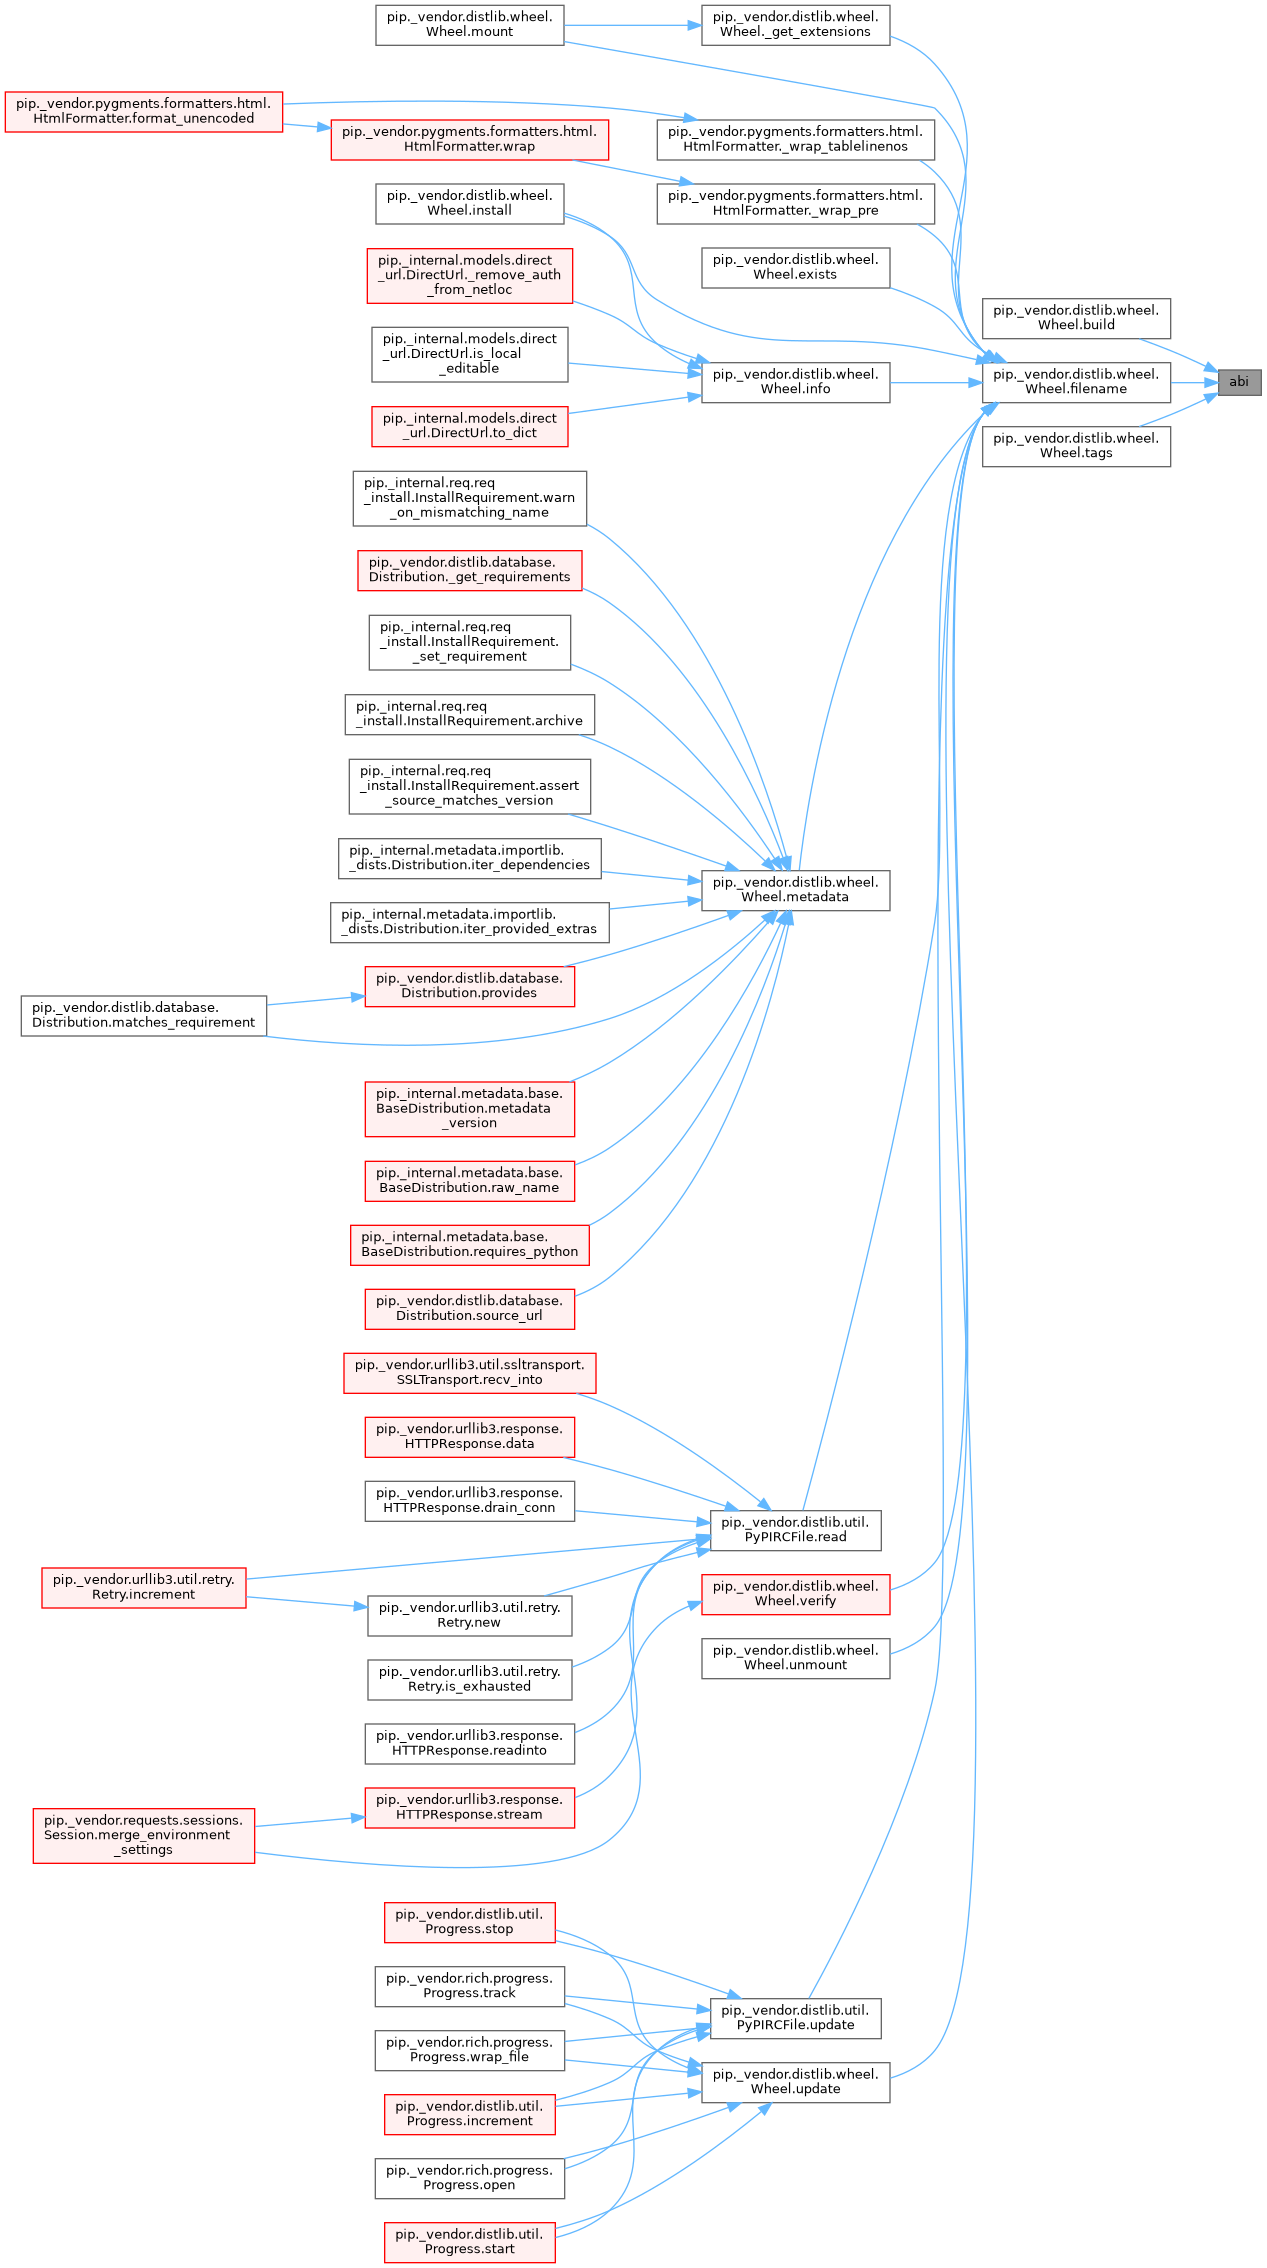 pip._vendor.distlib.wheel.
Wheel.mount
pip._vendor.distlib.wheel.
Wheel._get_extensions
pip._vendor.pygments.formatters.html.
HtmlFormatter.format_unencoded
pip._vendor.pygments.formatters.html.
HtmlFormatter.wrap
pip._vendor.pygments.formatters.html.
HtmlFormatter._wrap_tablelinenos
pip._vendor.distlib.wheel.
Wheel.install
pip._vendor.pygments.formatters.html.
HtmlFormatter._wrap_pre
pip._internal.models.direct
_url.DirectUrl._remove_auth
_from_netloc
pip._vendor.distlib.wheel.
Wheel.exists
pip._vendor.distlib.wheel.
Wheel.build
pip._internal.models.direct
_url.DirectUrl.is_local
_editable
pip._vendor.distlib.wheel.
Wheel.info
pip._vendor.distlib.wheel.
Wheel.filename
abi
pip._internal.models.direct
_url.DirectUrl.to_dict
pip._vendor.distlib.wheel.
Wheel.tags
pip._internal.req.req
_install.InstallRequirement.warn
_on_mismatching_name
pip._vendor.distlib.database.
Distribution._get_requirements
pip._internal.req.req
_install.InstallRequirement.
_set_requirement
pip._internal.req.req
_install.InstallRequirement.archive
pip._internal.req.req
_install.InstallRequirement.assert
_source_matches_version
pip._internal.metadata.importlib.
_dists.Distribution.iter_dependencies
pip._vendor.distlib.wheel.
Wheel.metadata
pip._internal.metadata.importlib.
_dists.Distribution.iter_provided_extras
pip._vendor.distlib.database.
Distribution.provides
pip._vendor.distlib.database.
Distribution.matches_requirement
pip._internal.metadata.base.
BaseDistribution.metadata
_version
pip._internal.metadata.base.
BaseDistribution.raw_name
pip._internal.metadata.base.
BaseDistribution.requires_python
pip._vendor.distlib.database.
Distribution.source_url
pip._vendor.urllib3.util.ssltransport.
SSLTransport.recv_into
pip._vendor.urllib3.response.
HTTPResponse.data
pip._vendor.urllib3.response.
HTTPResponse.drain_conn
pip._vendor.distlib.util.
PyPIRCFile.read
pip._vendor.urllib3.util.retry.
Retry.increment
pip._vendor.urllib3.util.retry.
Retry.new
pip._vendor.distlib.wheel.
Wheel.verify
pip._vendor.urllib3.util.retry.
Retry.is_exhausted
pip._vendor.distlib.wheel.
Wheel.unmount
pip._vendor.urllib3.response.
HTTPResponse.readinto
pip._vendor.urllib3.response.
HTTPResponse.stream
pip._vendor.requests.sessions.
Session.merge_environment
_settings
pip._vendor.distlib.util.
Progress.stop
pip._vendor.rich.progress.
Progress.track
pip._vendor.distlib.util.
PyPIRCFile.update
pip._vendor.rich.progress.
Progress.wrap_file
pip._vendor.distlib.wheel.
Wheel.update
pip._vendor.distlib.util.
Progress.increment
pip._vendor.rich.progress.
Progress.open
pip._vendor.distlib.util.
Progress.start